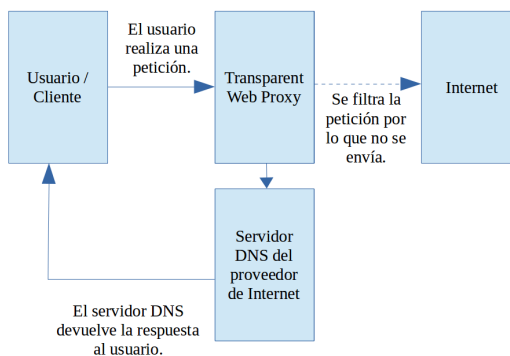 El usuario
realiza una
petición.
Usuario /
Cliente
Transparent
Web Proxy
Internet
Se filtra la
petición por
lo que no se
envía.
Servidor
DNS del
proveedor
de Internet
El servidor DNS
devuelve la respuesta
al usuario.